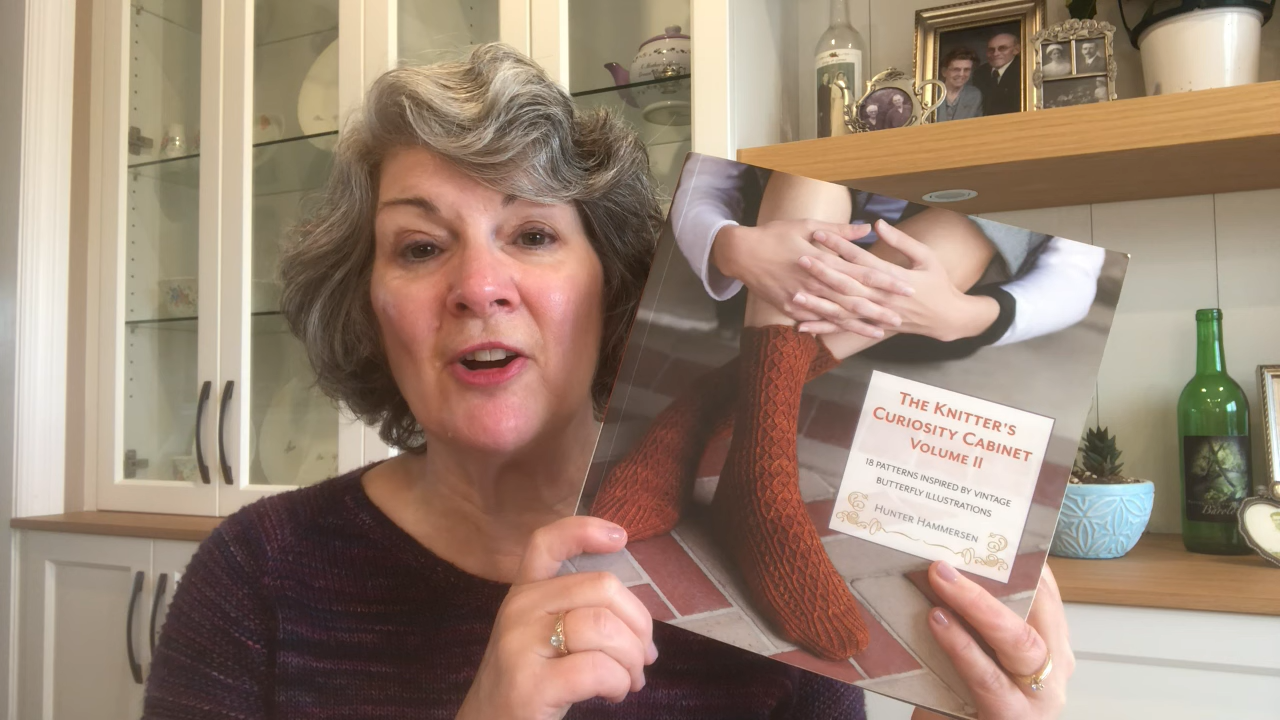 THE KNITTER'S
CURIOSITY CABINET
VOLUME II
18 PATTERNS INSPIRED BY VINTAGE
BUTTERFLY ILLUSTRATIONS
HUNTER HAMMERSEN